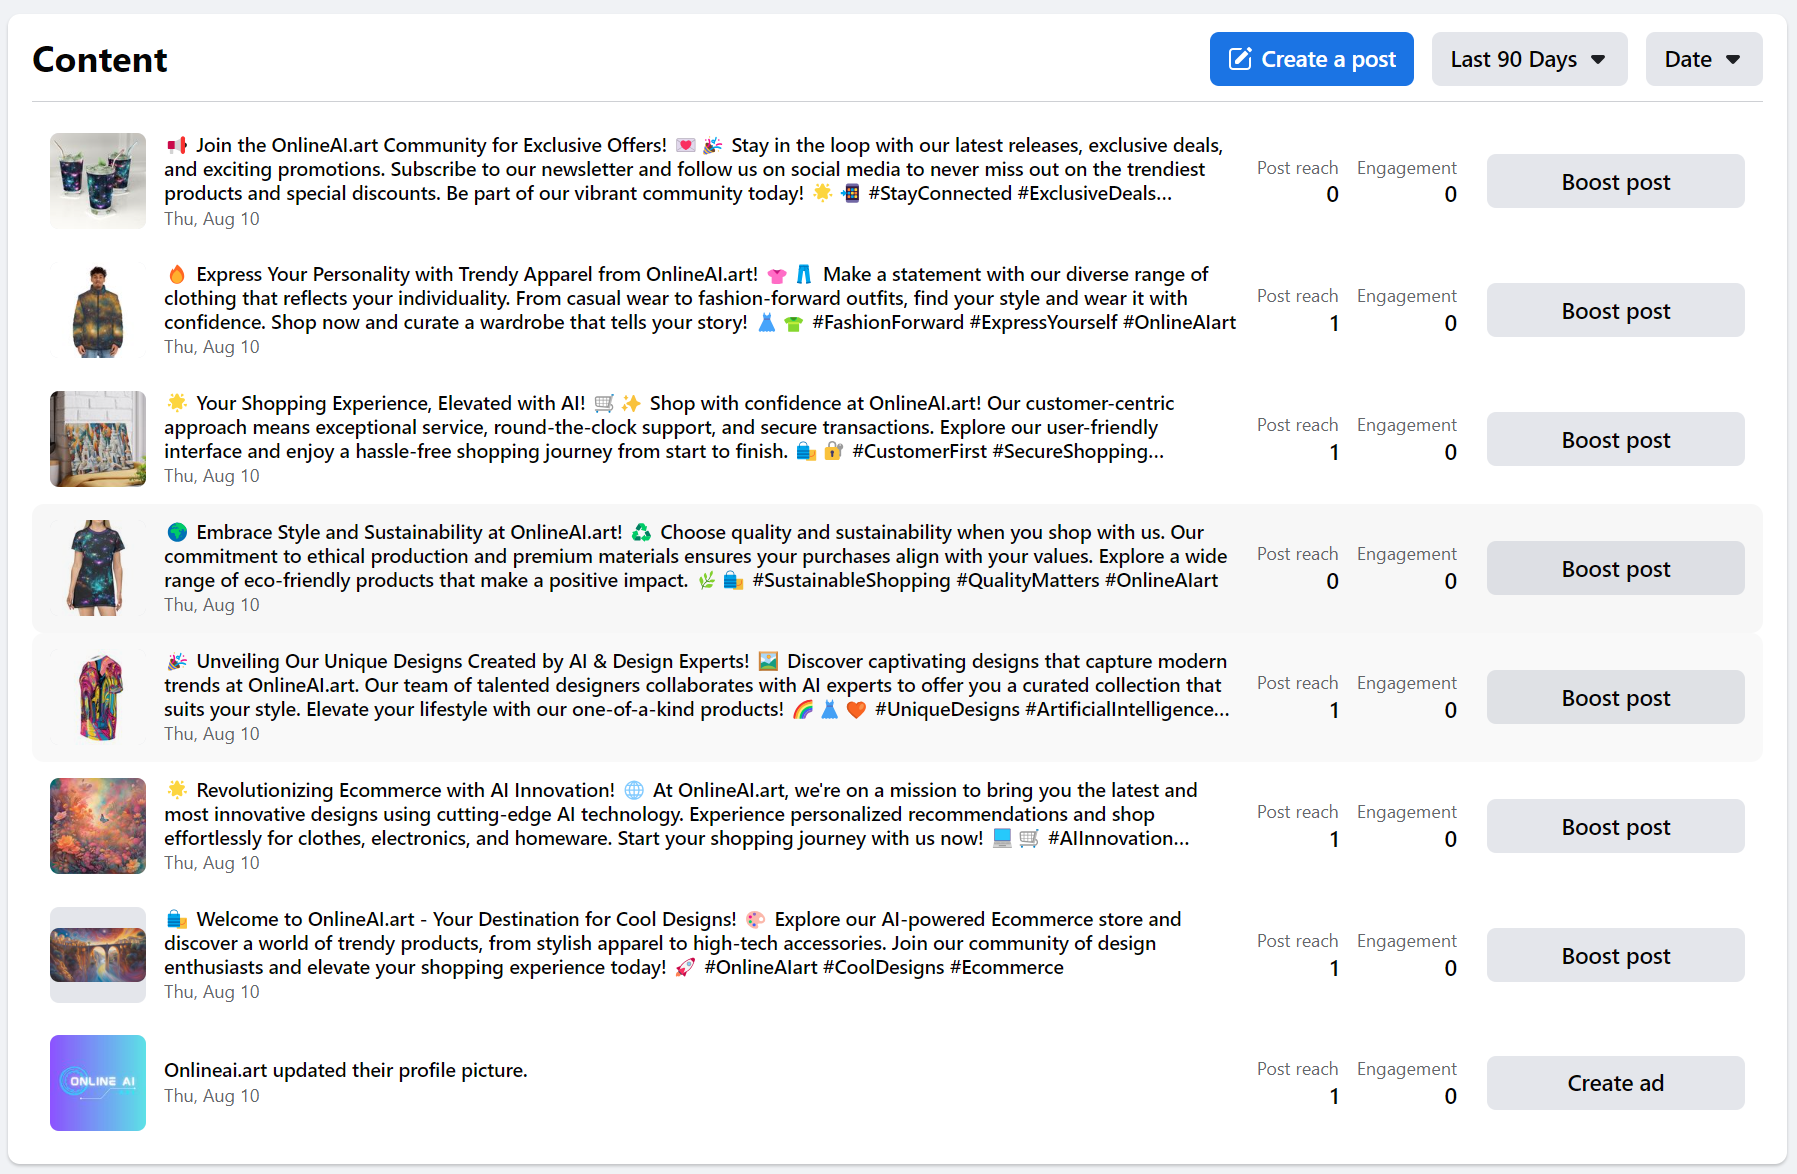 Content
Create a post
Last 90 Days
Date
📢 Join the OnlineAI.art Community for Exclusive Offers! 💌 🎉 Stay in the loop with our latest releases, exclusive deals,
and exciting promotions. Subscribe to our newsletter and follow us on social media to never miss out on the trendiest
products and special discounts. Be part of our vibrant community today! 🌟 📲 #StayConnected #ExclusiveDeals...
Thu, Aug 10
Post reach Engagement
0 0
Boost post
🔥 Express Your Personality with Trendy Apparel from OnlineAI.art! 👚 👖 Make a statement with our diverse range of
clothing that reflects your individuality. From casual wear to fashion-forward outfits, find your style and wear it with
confidence. Shop now and curate a wardrobe that tells your story! 👗 👕 #FashionForward #ExpressYourself #OnlineAIart
Thu, Aug 10
Post reach Engagement
1 0
Boost post
🌟 Your Shopping Experience, Elevated with AI! 🛒 ✨ Shop with confidence at OnlineAI.art! Our customer-centric
approach means exceptional service, round-the-clock support, and secure transactions. Explore our user-friendly
interface and enjoy a hassle-free shopping journey from start to finish. 🛍️ 🔐 #CustomerFirst #SecureShopping...
Thu, Aug 10
Post reach Engagement
1 0
Boost post
🌍 Embrace Style and Sustainability at OnlineAI.art! ♻️ Choose quality and sustainability when you shop with us. Our
commitment to ethical production and premium materials ensures your purchases align with your values. Explore a wide
range of eco-friendly products that make a positive impact. 🌿 🛍️ #SustainableShopping #QualityMatters #OnlineAIart
Thu, Aug 10
Post reach Engagement
0 0
Boost post
🎉 Unveiling Our Unique Designs Created by AI & Design Experts! 🖼️ Discover captivating designs that capture modern
trends at OnlineAI.art. Our team of talented designers collaborates with AI experts to offer you a curated collection that
suits your style. Elevate your lifestyle with our one-of-a-kind products! 🌈 👗 🧡 #UniqueDesigns #ArtificialIntelligence...
Thu, Aug 10
Post reach Engagement
1 0
Boost post
🌟 Revolutionizing Ecommerce with AI Innovation! 🌐 At OnlineAI.art, we're on a mission to bring you the latest and
most innovative designs using cutting-edge AI technology. Experience personalized recommendations and shop
effortlessly for clothes, electronics, and homeware. Start your shopping journey with us now! 💻 🛒 #AIInnovation...
Thu, Aug 10
Post reach Engagement
1 0
Boost post
🛍️ Welcome to OnlineAI.art - Your Destination for Cool Designs! 🎨 Explore our AI-powered Ecommerce store and
discover a world of trendy products, from stylish apparel to high-tech accessories. Join our community of design
enthusiasts and elevate your shopping experience today! 🚀 #OnlineAIart #CoolDesigns #Ecommerce
Thu, Aug 10
Post reach Engagement
1 0
Boost post
ONLINE AI
Onlineai.art updated their profile picture.
Thu, Aug 10
Post reach Engagement
1 0
Create ad